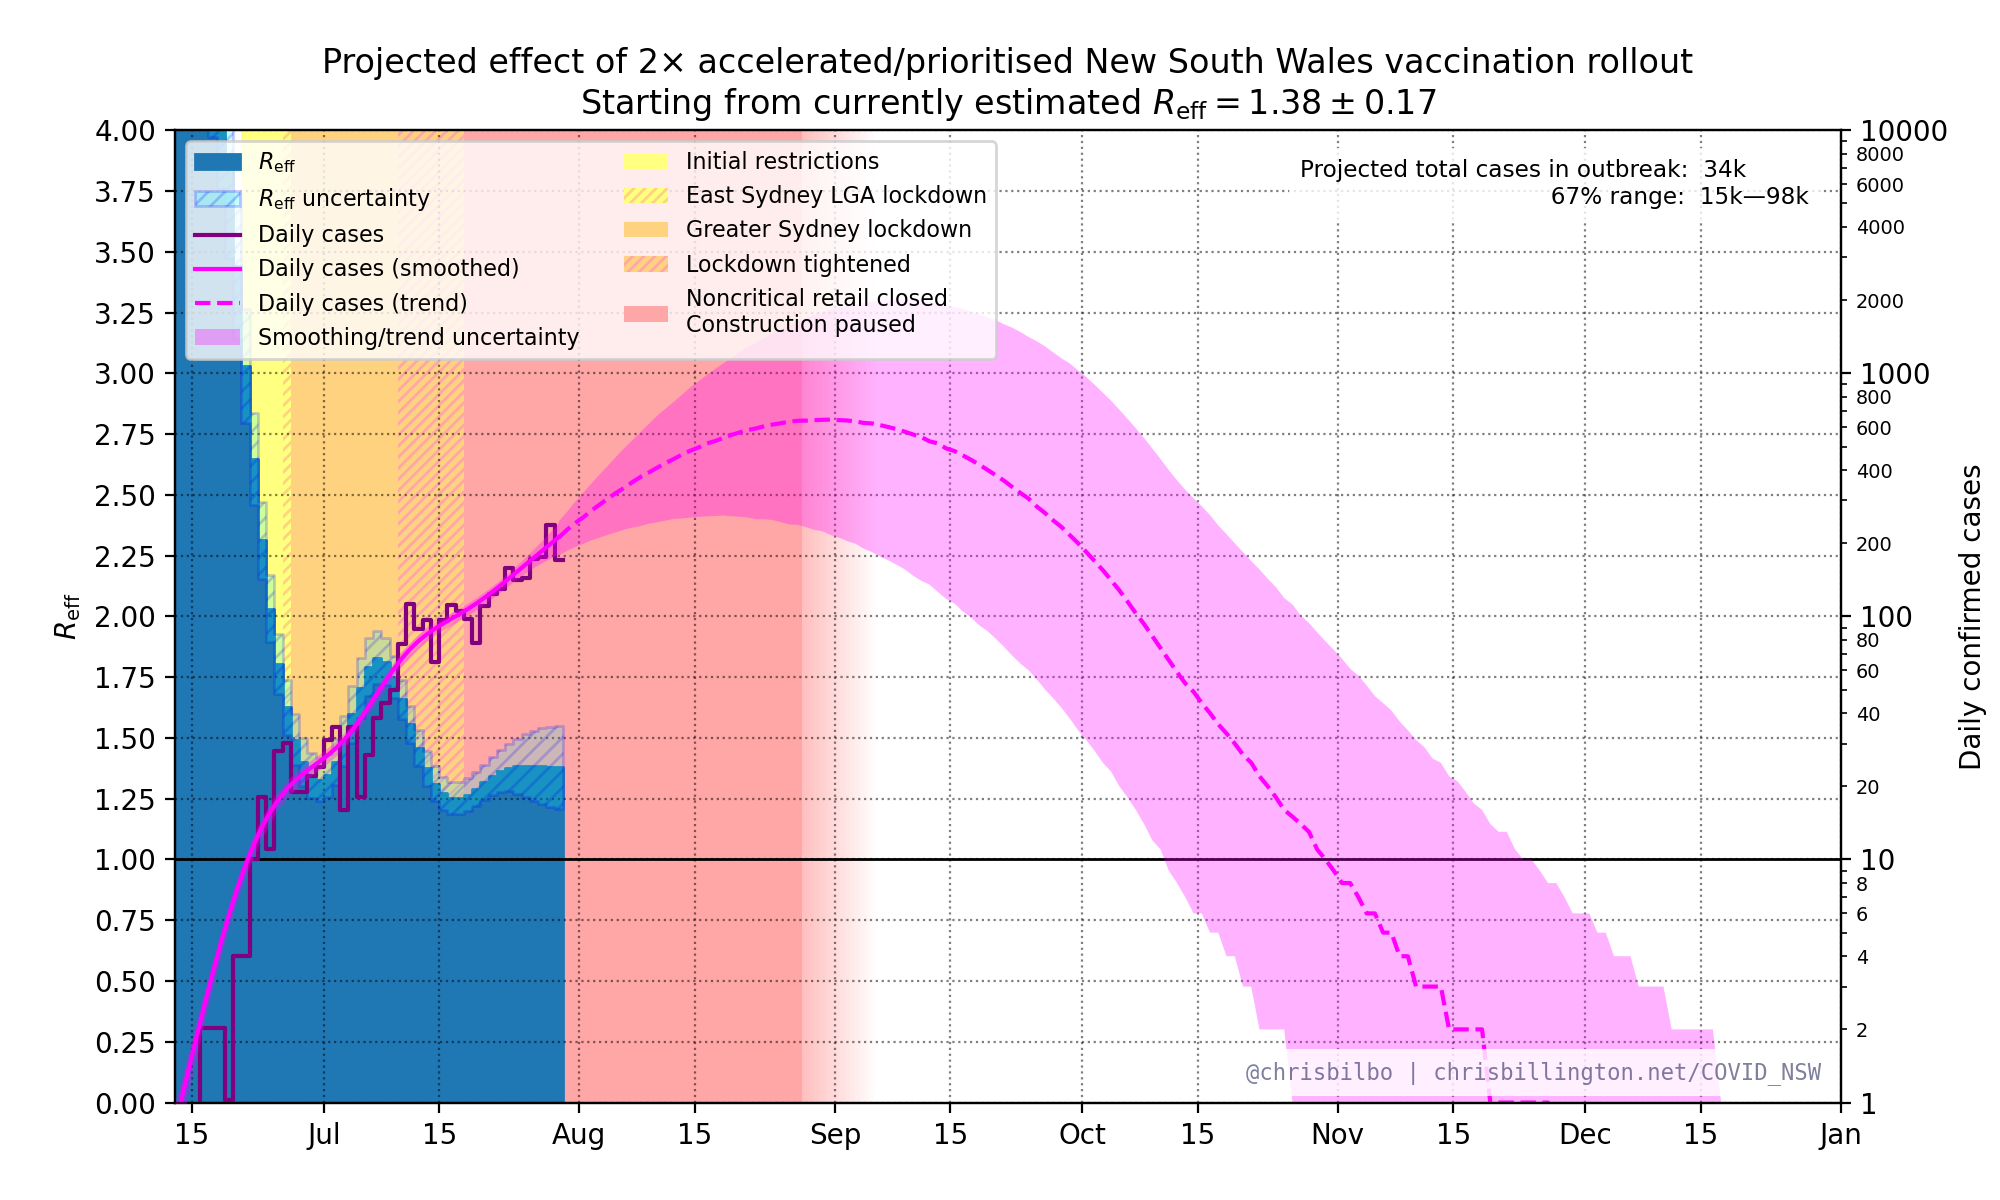 Projected effect of 2× accelerated/prioritised New South Wales vaccination rollout
Starting from currently estimated Reff = 1.38 ± 0.17
Reff
Reff uncertainty
Daily cases
Daily cases (smoothed)
Daily cases (trend)
Smoothing/trend uncertainty
Initial restrictions
East Sydney LGA lockdown
Greater Sydney lockdown
Lockdown tightened
Noncritical retail closed
Construction paused
Projected total cases in outbreak: 34k
67% range: 15k—98k
Reff
4.00
3.75
3.50
3.25
3.00
2.75
2.50
2.25
2.00
1.75
1.50
1.25
1.00
0.75
0.50
0.25
0.00
10000
8000
6000
4000
2000
1000
800
600
400
200
100
80
60
40
20
10
8
6
4
2
1
Daily confirmed cases
@chrisbilbo | chrisbillington.net/COVID_NSW
15 Jul 15 Aug 15 Sep 15 Oct 15 Nov 15 Dec 15 Jan